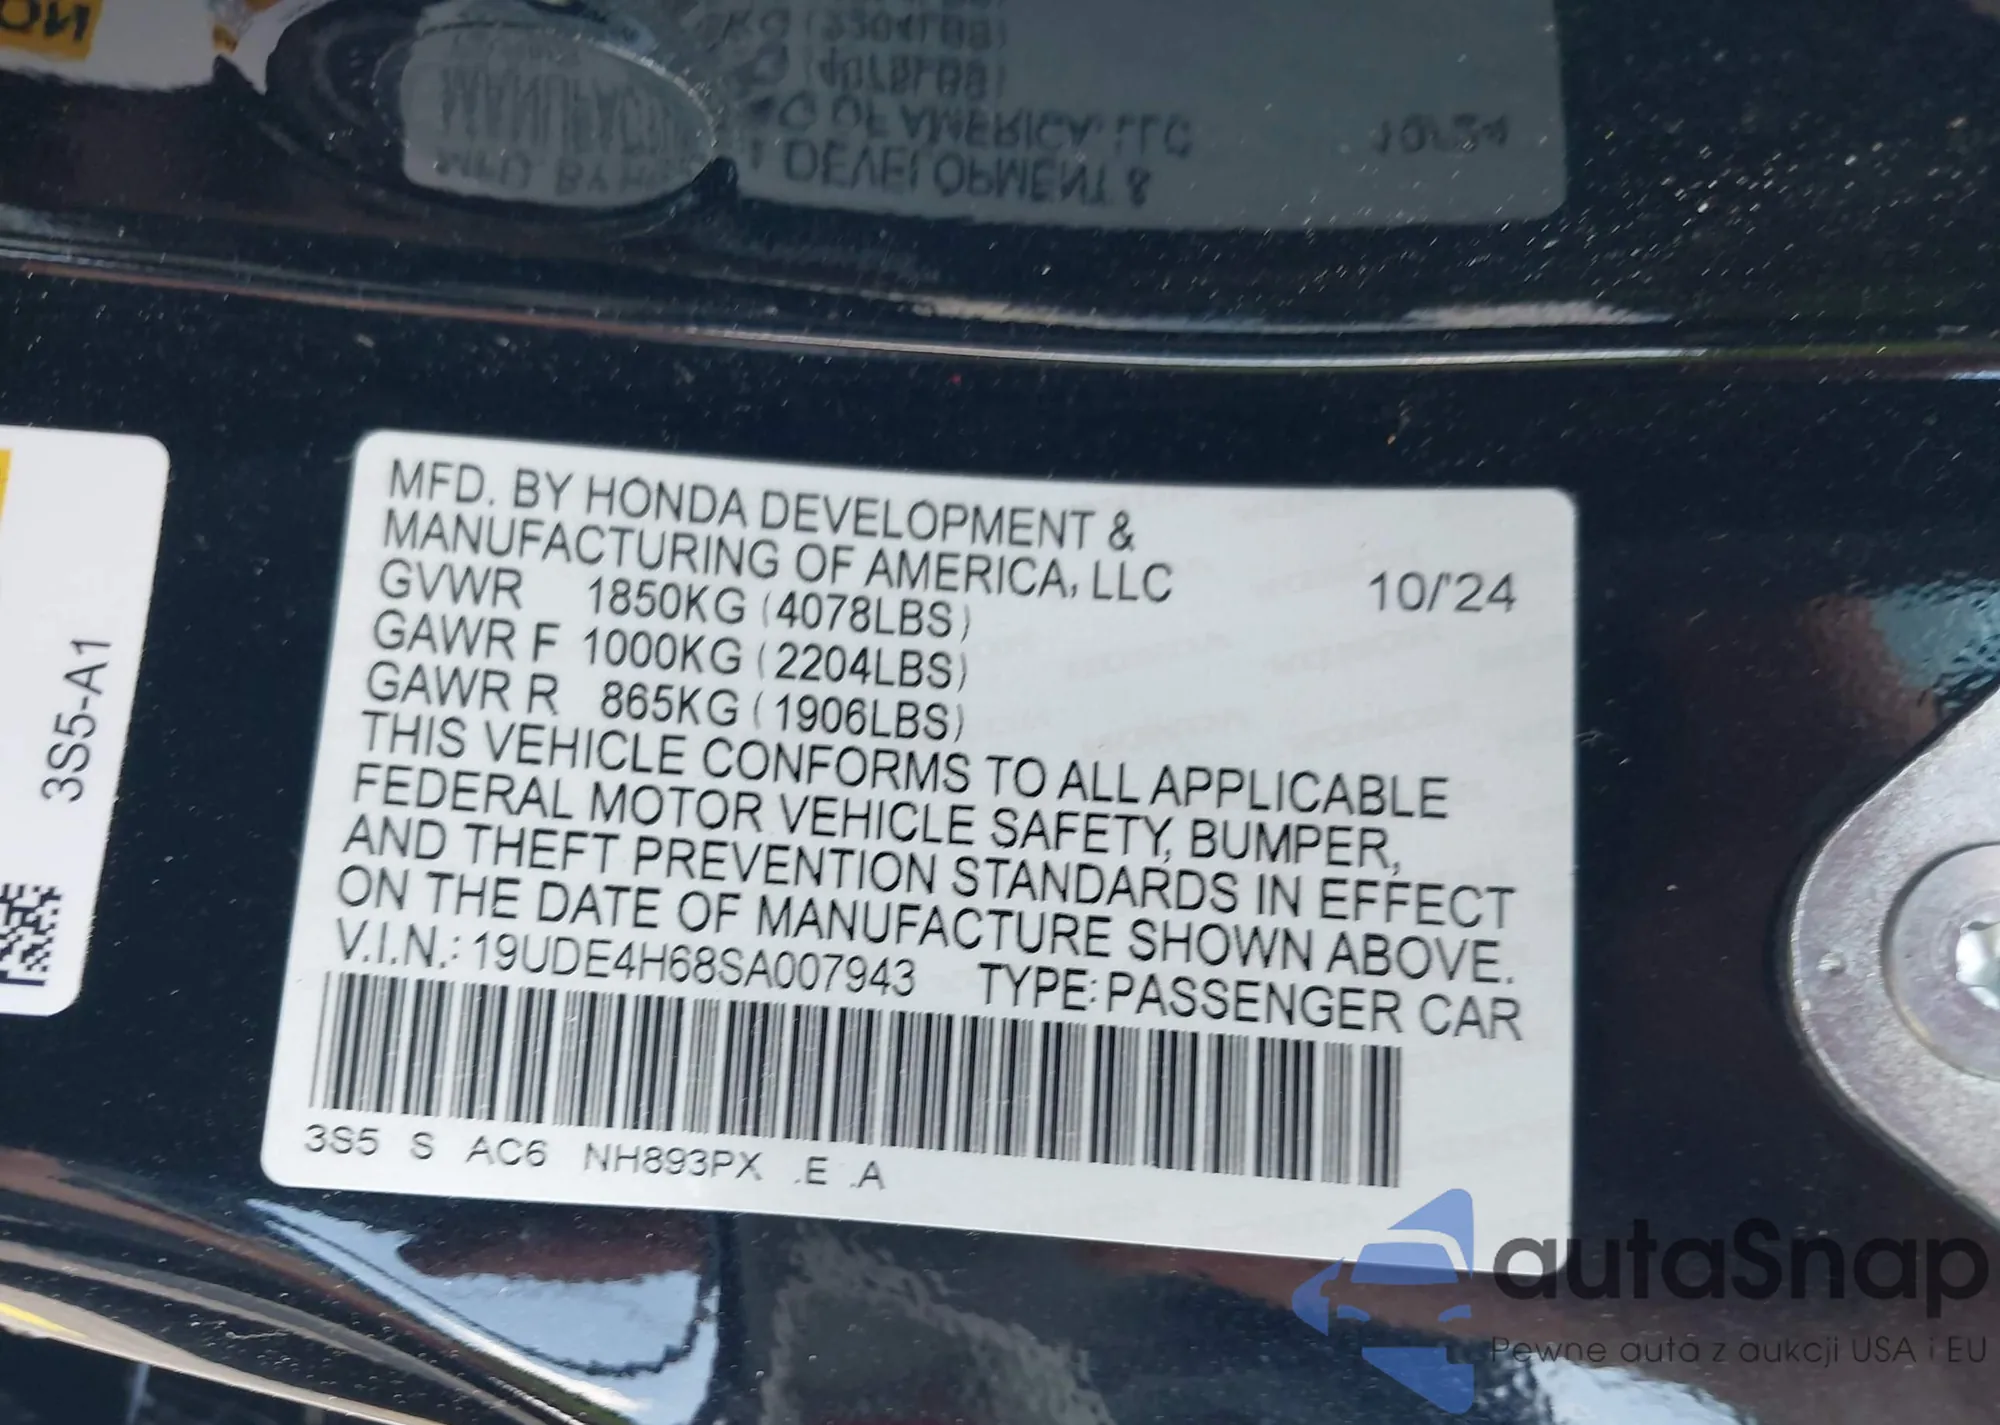 MFD. BY HONDA DEVELOPMENT &
MANUFACTURING OF AMERICA, LLC 10/'24
GVWR 1850KG (4078LBS)
GAWR F 1000KG (2204LBS)
GAWR R 865KG (1906LBS)
THIS VEHICLE CONFORMS TO ALL APPLICABLE
FEDERAL MOTOR VEHICLE SAFETY, BUMPER,
AND THEFT PREVENTION STANDARDS IN EFFECT
ON THE DATE OF MANUFACTURE SHOWN ABOVE.
V.I.N.: 19UDE4H68SA007943 TYPE: PASSENGER CAR
3S5 S AC6 NH893PX .E .A
3S5-A1
autaSnap
Pewne auta z aukcji USA i EU